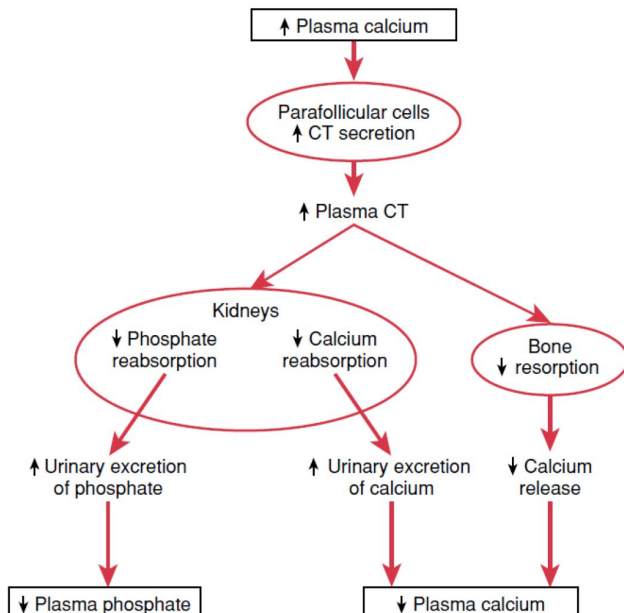 ↑ Plasma calcium
Parafollicular cells
↑ CT secretion
↑ Plasma CT
Kidneys
↓ Phosphate
reabsorption
↓ Calcium
reabsorption
Bone
↓ resorption
↑ Urinary excretion
of phosphate
↑ Urinary excretion
of calcium
↓ Calcium
release
↓ Plasma phosphate
↓ Plasma calcium